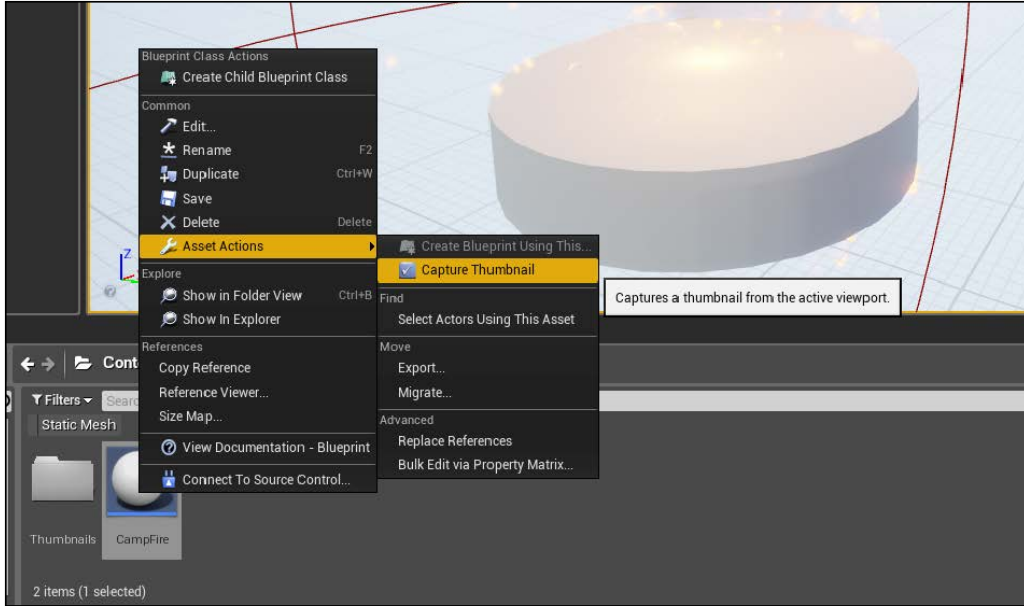 Blueprint Class Actions
Create Child Blueprint Class
Common
Edit...
Rename F2
Duplicate Ctrl+W
Save
Delete Delete
Asset Actions
Explore
Show in Folder View Ctrl+B
Show In Explorer
References
Copy Reference
Reference Viewer...
Size Map...
View Documentation - Blueprint
Connect To Source Control...
Create Blueprint Using This...
Capture Thumbnail
Find
Select Actors Using This Asset
Move
Export...
Migrate...
Advanced
Replace References
Bulk Edit via Property Matrix...
Captures a thumbnail from the active viewport.
Z
Cont
Filters
Searc
Static Mesh
Thumbnails
CampFire
2 items (1 selected)